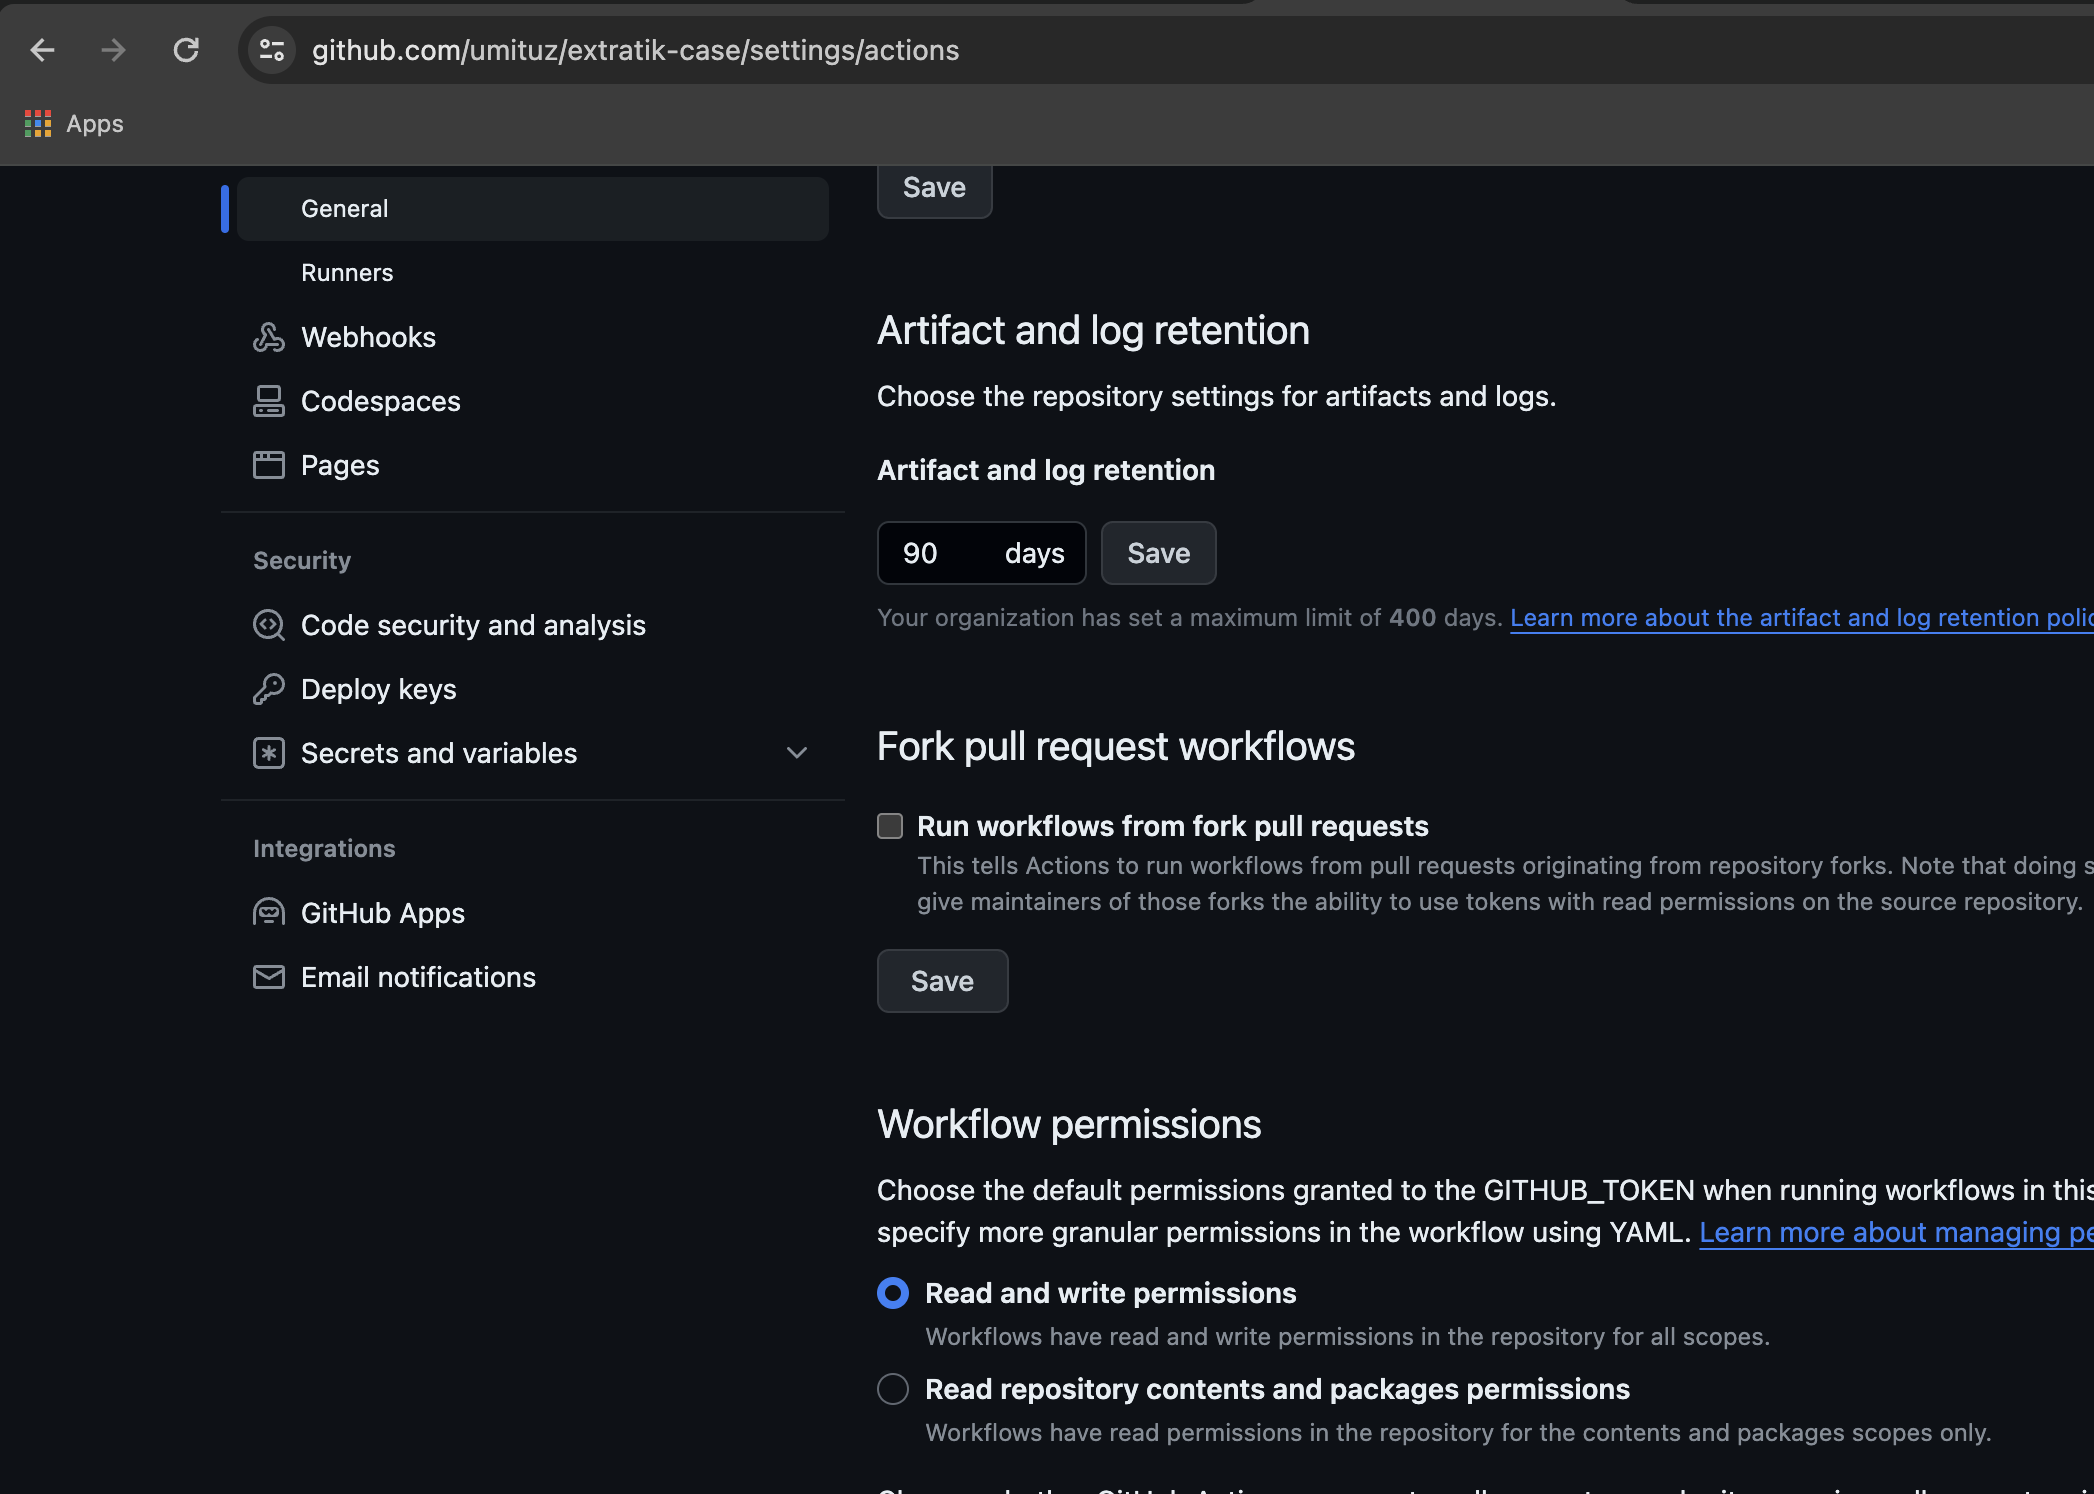 github.com/umituz/extratik-case/settings/actions
Apps
General
Runners
Webhooks
Codespaces
Pages
Security
Code security and analysis
Deploy keys
Secrets and variables
Integrations
GitHub Apps
Email notifications
Save
Artifact and log retention
Choose the repository settings for artifacts and logs.
Artifact and log retention
90 days Save
Your organization has set a maximum limit of 400 days. Learn more about the artifact and log retention
Fork pull request workflows
Run workflows from fork pull requests
This tells Actions to run workflows from pull requests originating from repository forks. Note that doing
give maintainers of those forks the ability to use tokens with read permissions on the source repository.
Save
Workflow permissions
Choose the default permissions granted to the GITHUB_TOKEN when running workflows in this
specify more granular permissions in the workflow using YAML. Learn more about managing
Read and write permissions
Workflows have read and write permissions in the repository for all scopes.
Read repository contents and packages permissions
Workflows have read permissions in the repository for the contents and packages scopes only.